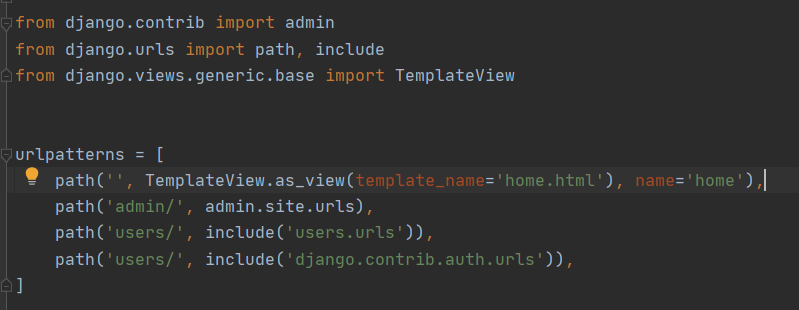 from django.contrib import admin
from django.urls import path, include
from django.views.generic.base import TemplateView
urlpatterns = [
    path('', TemplateView.as_view(template_name='home.html'), name='home'),
    path('admin/', admin.site.urls),
    path('users/', include('users.urls')),
    path('users/', include('django.contrib.auth.urls')),
]